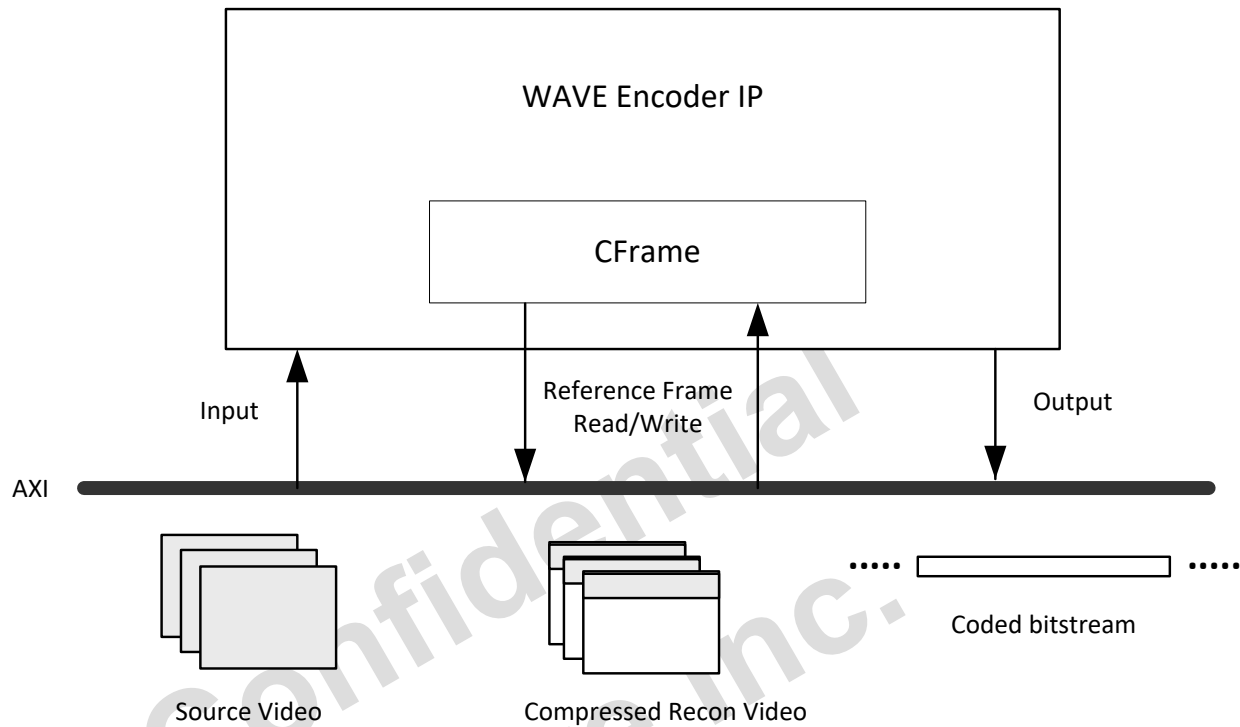 WAVE Encoder IP
CFrame
Input
Reference Frame
Read/Write
Output
AXI
Confidential
Inc.
Coded bitstream
Source Video
Compressed Recon Video